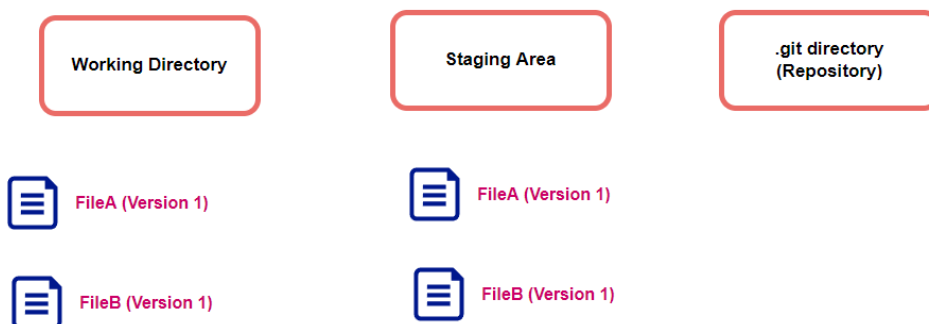 Working Directory
Staging Area
.git directory
(Repository)
FileA (Version 1)
FileA (Version 1)
FileB (Version 1)
FileB (Version 1)